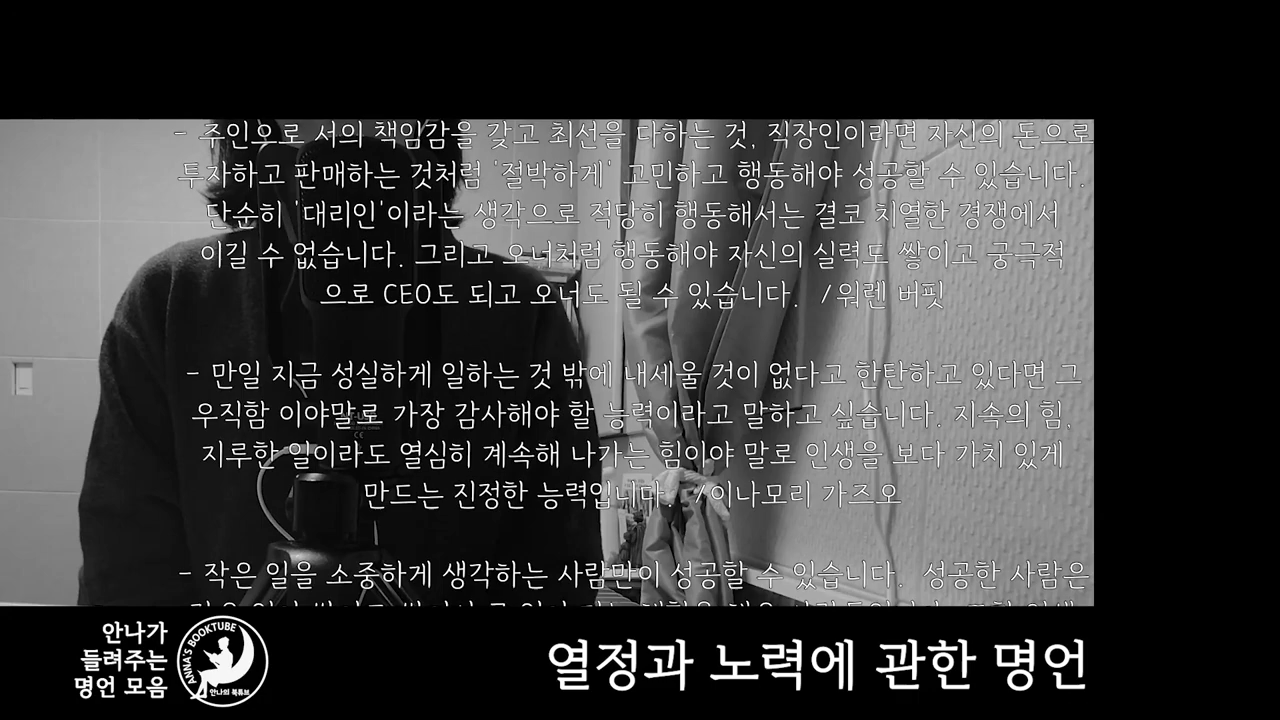 - 주인으로 서의 책임감을 갖고 최선을 다하는 것, 직장인이라면 자신의 돈으로
투자하고 판매하는 것처럼 '절박하게' 고민하고 행동해야 성공할 수 있습니다.
단순히 '대리인'이라는 생각으로 적당히 행동해서는 결코 치열한 경쟁에서
이길 수 없습니다. 그리고 오너처럼 행동해야 자신의 실력도 쌓이고 궁극적
으로 CEO도 되고 오너도 될 수 있습니다. /워렌 버핏
- 만일 지금 성실하게 일하는 것 밖에 내세울 것이 없다고 한탄하고 있다면 그
우직함 이야말로 가장 감사해야 할 능력이라고 말하고 싶습니다. 지속의 힘,
지루한 일이라도 열심히 계속해 나가는 힘이야 말로 인생을 보다 가치 있게
만드는 진정한 능력입니다. /이나모리 가즈오
- 작은 일을 소중하게 생각하는 사람만이 성공할 수 있습니다. 성공한 사람은
안나가
들려주는
명언 모음
ANNA'S BOOKTUBE
안나의 북튜브
열정과 노력에 관한 명언